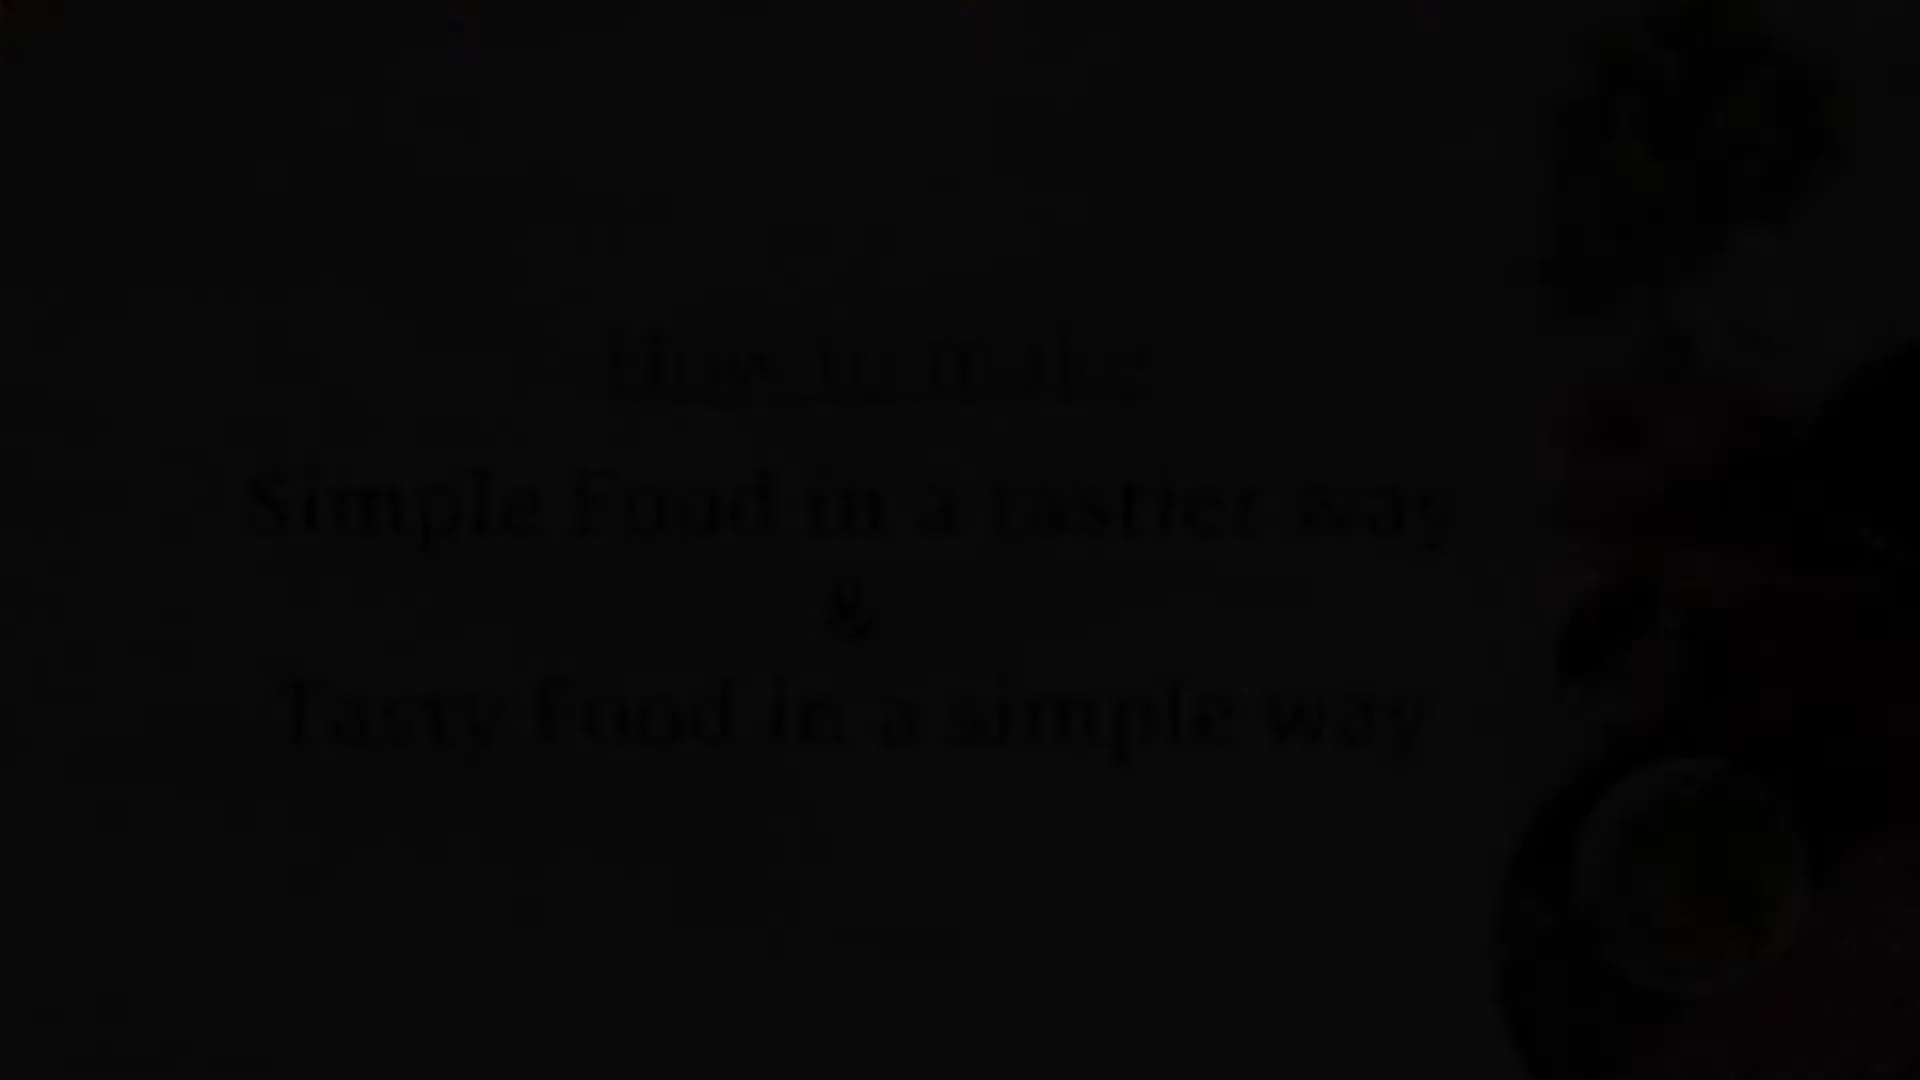 How to make
Simple Food in a tastier way
&
Tasty Food in a simple way